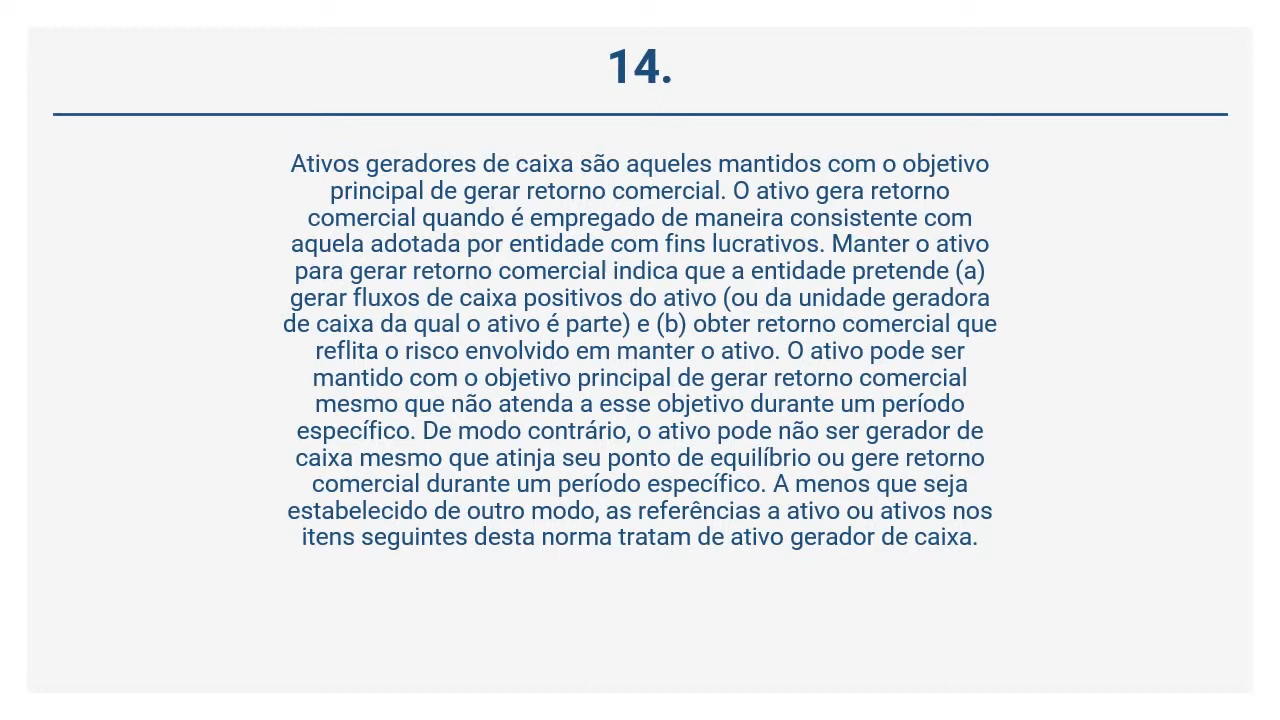 14.
Ativos geradores de caixa são aqueles mantidos com o objetivo
principal de gerar retorno comercial. O ativo gera retorno
comercial quando é empregado de maneira consistente com
aquela adotada por entidade com fins lucrativos. Manter o ativo
para gerar retorno comercial indica que a entidade pretende (a)
gerar fluxos de caixa positivos do ativo (ou da unidade geradora
de caixa da qual o ativo é parte) e (b) obter retorno comercial que
reflita o risco envolvido em manter o ativo. O ativo pode ser
mantido com o objetivo principal de gerar retorno comercial
mesmo que não atenda a esse objetivo durante um período
específico. De modo contrário, o ativo pode não ser gerador de
caixa mesmo que atinja seu ponto de equilíbrio ou gere retorno
comercial durante um período específico. A menos que seja
estabelecido de outro modo, as referências a ativo ou ativos nos
itens seguintes desta norma tratam de ativo gerador de caixa.